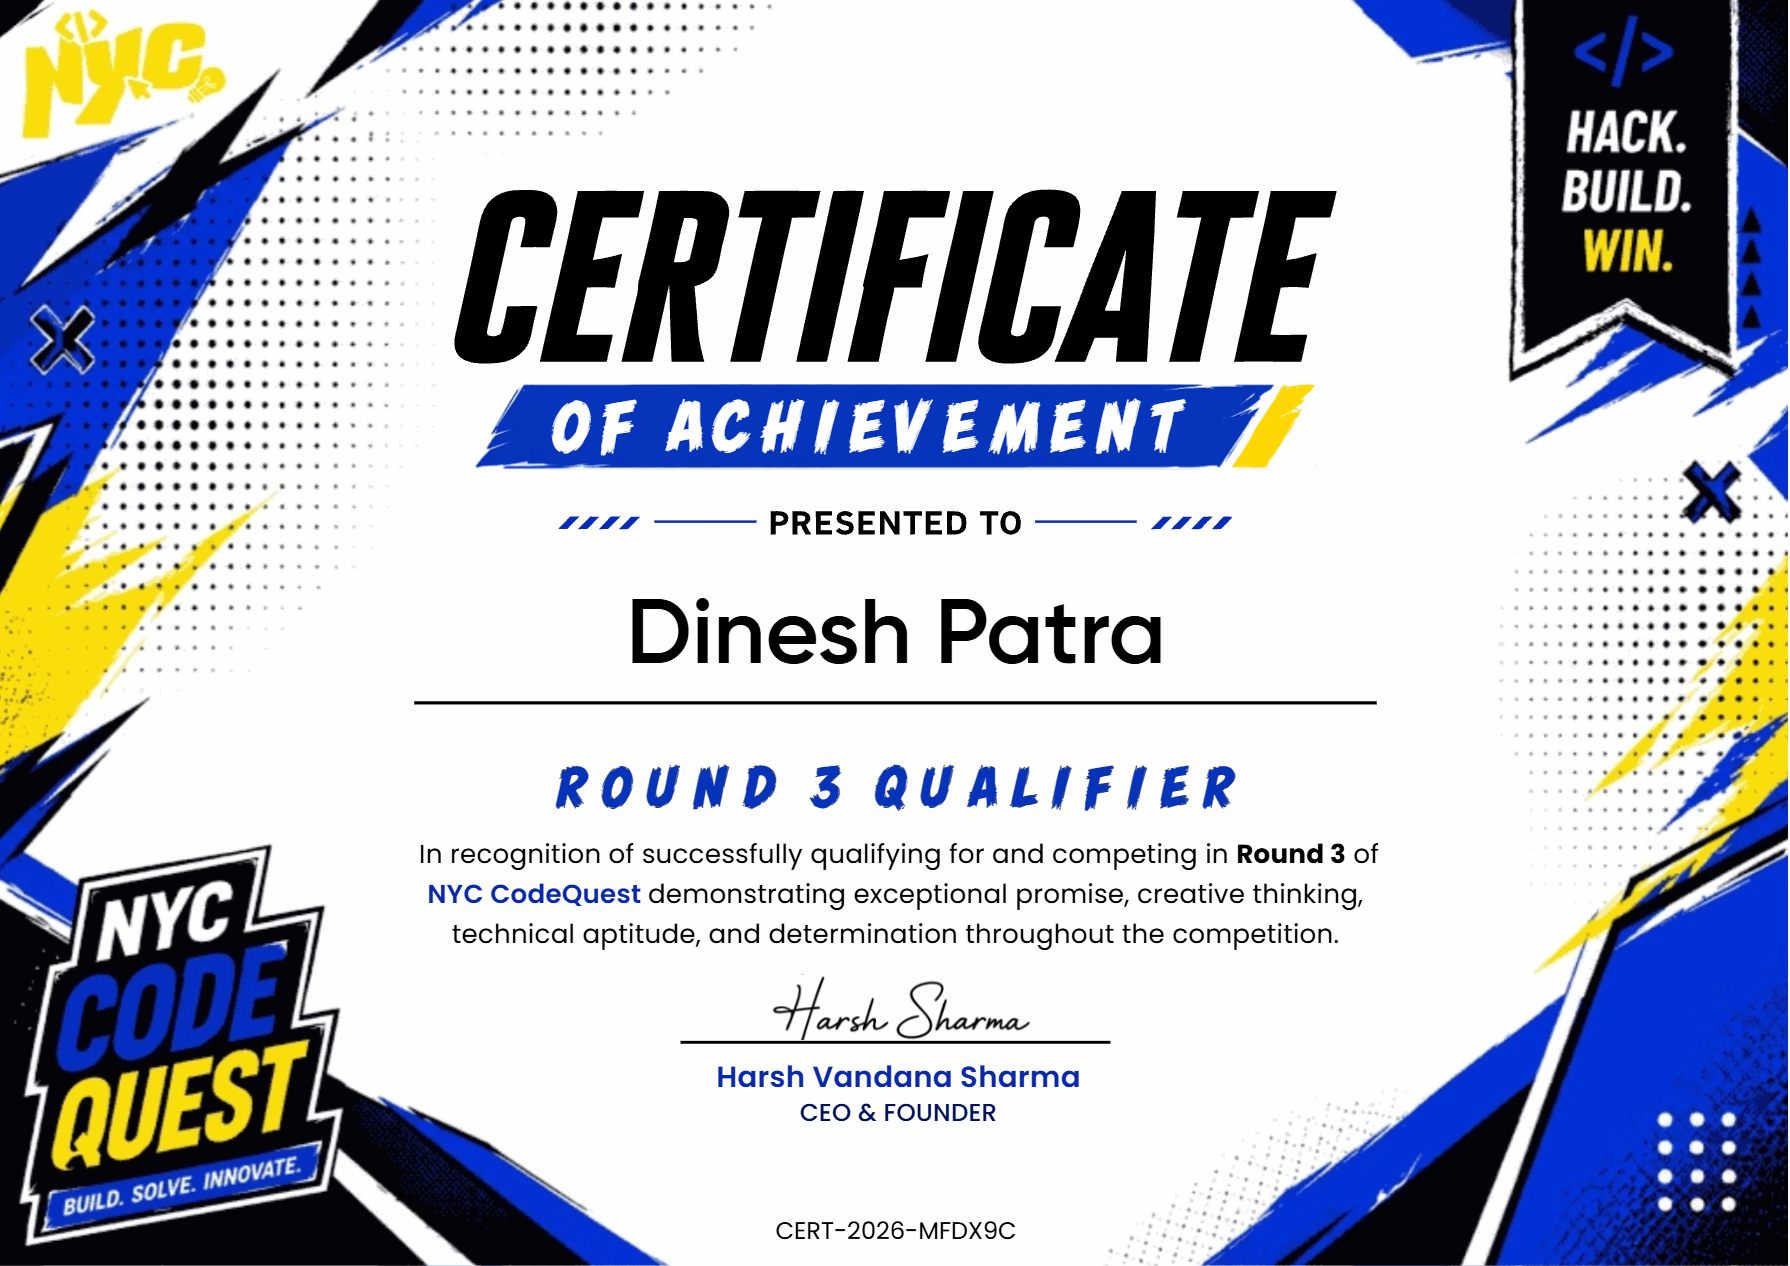 </>
NYC.
</>
HACK.
BUILD.
WIN.
CERTIFICATE
OF ACHIEVEMENT
PRESENTED TO
Dinesh Patra
ROUND 3 QUALIFIER
In recognition of successfully qualifying for and competing in Round 3 of
NYC CodeQuest demonstrating exceptional promise, creative thinking,
technical aptitude, and determination throughout the competition.
Harsh Sharma
Harsh Vandana Sharma
CEO & FOUNDER
NYC
CODE
QUEST
BUILD. SOLVE. INNOVATE.
CERT-2026-MFDX9C